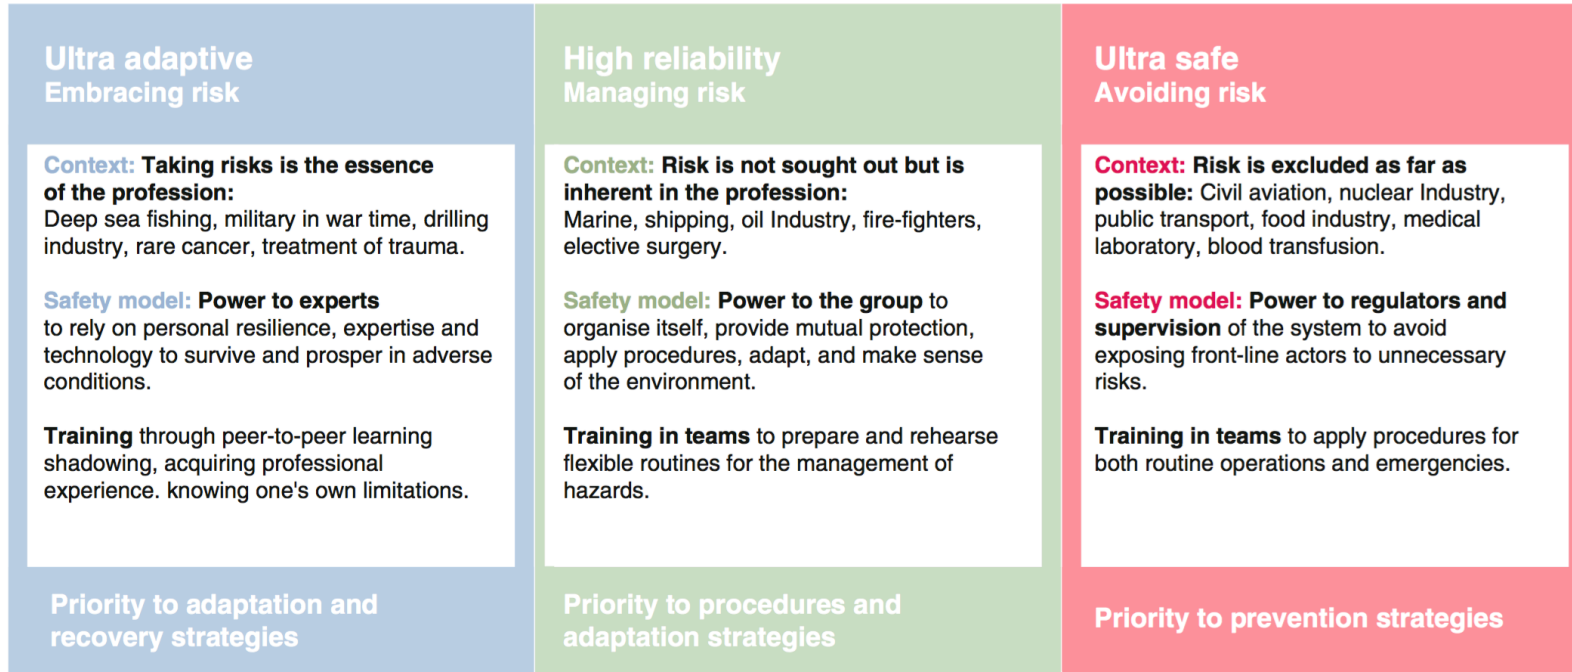 Ultra adaptive
Embracing risk
Context: Taking risks is the essence
of the profession:
Deep sea fishing, military in war time, drilling
industry, rare cancer, treatment of trauma.
Safety model: Power to experts
to rely on personal resilience, expertise and
technology to survive and prosper in adverse
conditions.
Training through peer-to-peer learning
shadowing, acquiring professional
experience. knowing one's own limitations.
Priority to adaptation and
recovery strategies
High reliability
Managing risk
Context: Risk is not sought out but is
inherent in the profession:
Marine, shipping, oil Industry, fire-fighters,
elective surgery.
Safety model: Power to the group to
organise itself, provide mutual protection,
apply procedures, adapt, and make sense
of the environment.
Training in teams to prepare and rehearse
flexible routines for the management of
hazards.
Priority to procedures and
adaptation strategies
Ultra safe
Avoiding risk
Context: Risk is excluded as far as
possible: Civil aviation, nuclear Industry,
public transport, food industry, medical
laboratory, blood transfusion.
Safety model: Power to regulators and
supervision of the system to avoid
exposing front-line actors to unnecessary
risks.
Training in teams to apply procedures for
both routine operations and emergencies.
Priority to prevention strategies